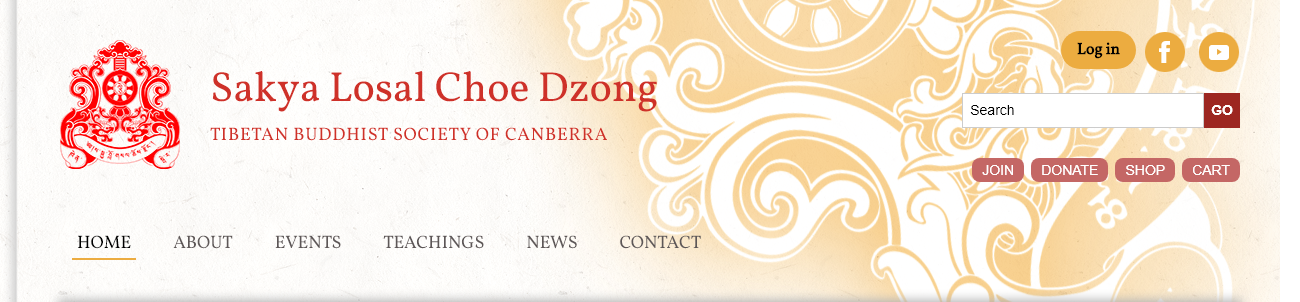 Log in
Sakya Losal Choe Dzong
TIBETAN BUDDHIST SOCIETY OF CANBERRA
Search GO
JOIN DONATE SHOP CART
HOME ABOUT EVENTS TEACHINGS NEWS CONTACT